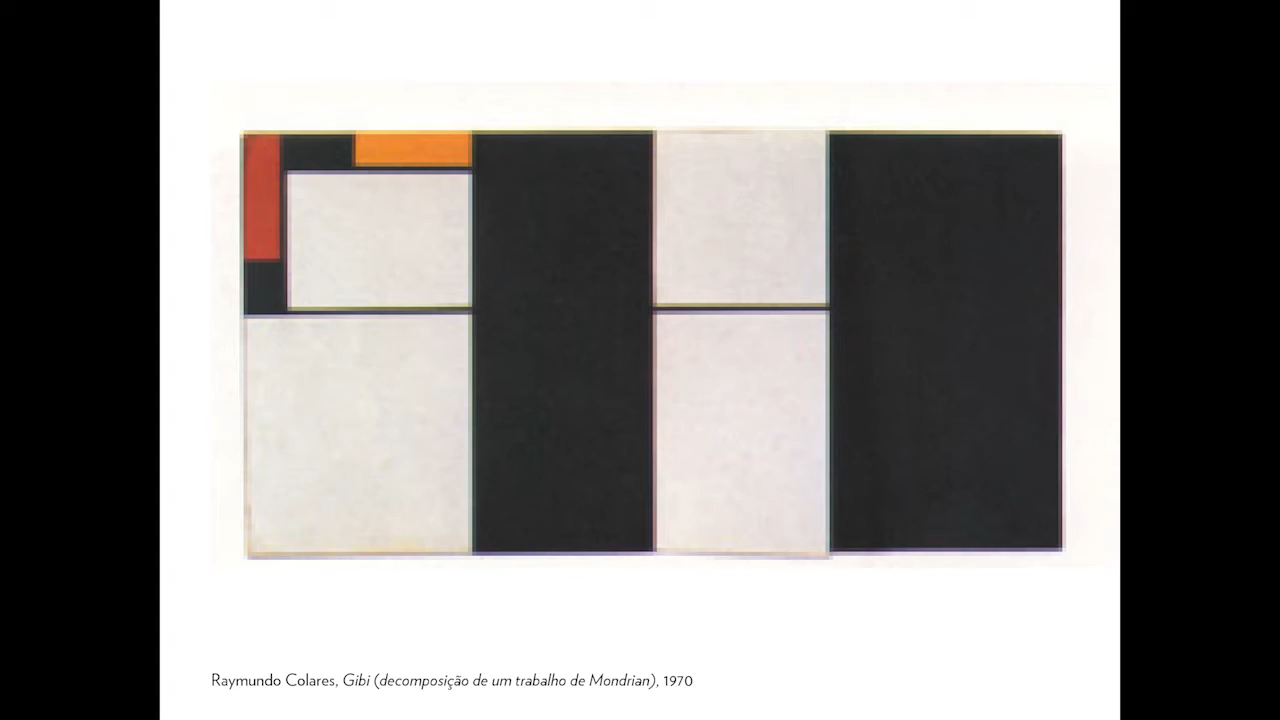 Raymundo Colares, Gibi (decomposição de um trabalho de Mondrian), 1970